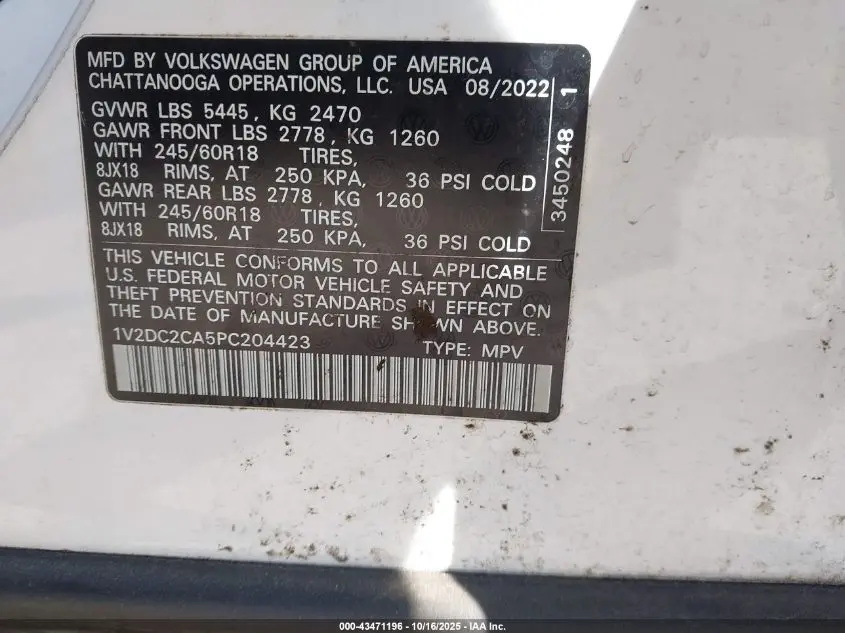 MFD BY VOLKSWAGEN GROUP OF AMERICA
CHATTANOOGA OPERATIONS, LLC. USA 08/2022
GVWR LBS 5445, KG 2470
GAWR FRONT LBS 2778, KG 1260
WITH 245/60R18 TIRES,
8JX18 RIMS, AT 250 KPA, 36 PSI COLD
GAWR REAR LBS 2778, KG 1260
WITH 245/60R18 TIRES,
8JX18 RIMS, AT 250 KPA, 36 PSI COLD
3450248 1
THIS VEHICLE CONFORMS TO ALL APPLICABLE
U.S. FEDERAL MOTOR VEHICLE SAFETY AND
THEFT PREVENTION STANDARDS IN EFFECT ON
THE DATE OF MANUFACTURE SHOWN ABOVE.
1V2DC2CA5PC204423 TYPE: MPV
000-43471196 - 10/16/2025 - IAA Inc.